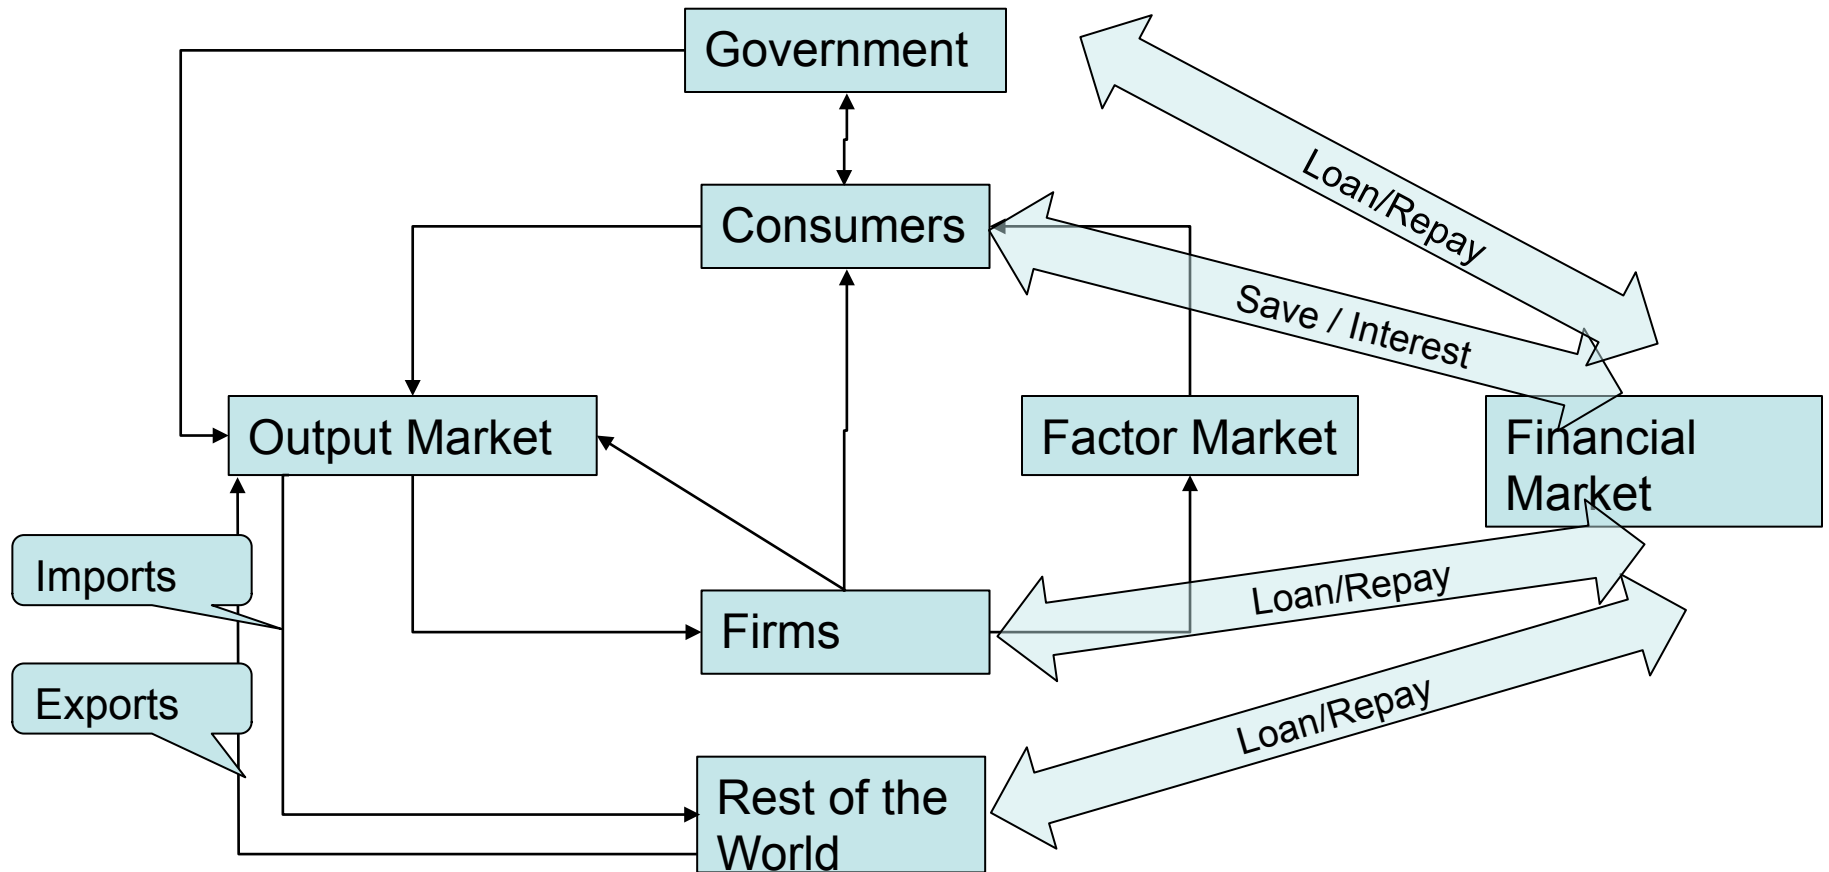 Government
Loan/Repay
Consumers
Save / Interest
Output Market
Factor Market
Financial
Market
Imports
Loan/Repay
Firms
Exports
Loan/Repay
Rest of the
World